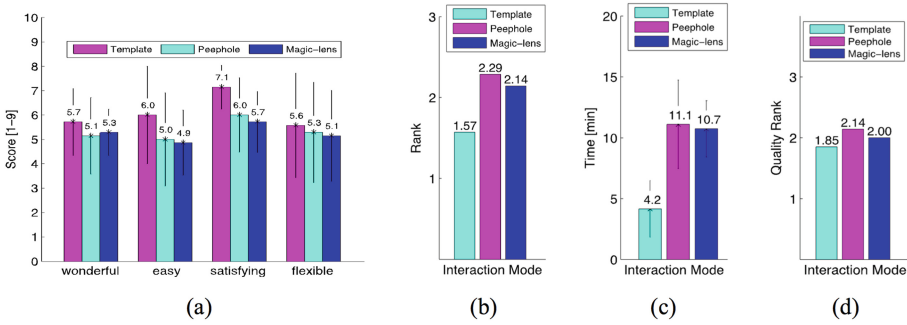 (a)
10
9
8
7
6
5
4
3
2
1
0
Score [1-9]
Template Peephole Magic-lens
5.7 5.1 5.3 6.0 5.0 4.9 7.1 6.0 5.7 5.6 5.3 5.1
wonderful easy satisfying flexible
(a)
(b)
3
2
1
Rank
Template
Peephole
Magic-lens
1.57 2.29 2.14
Interaction Mode
(b)
(c)
20
15
10
5
0
Time [min]
Template
Peephole
Magic-lens
4.2 11.1 10.7
Interaction Mode
(c)
(d)
3
2
1
Quality Rank
Template
Peephole
Magic-lens
1.85 2.14 2.00
Interaction Mode
(d)